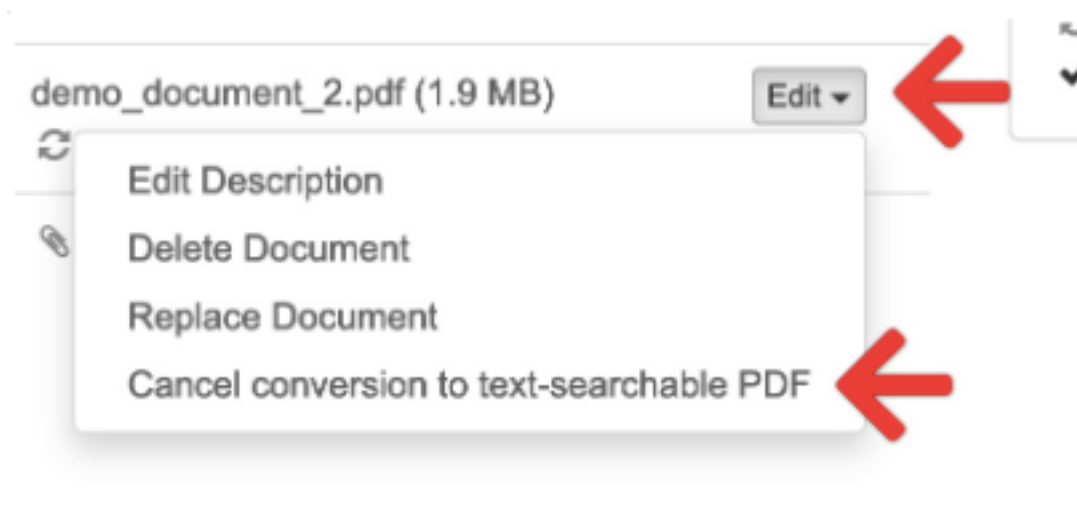 demo_document_2.pdf (1.9 MB)
Edit
Edit Description
Delete Document
Replace Document
Cancel conversion to text-searchable PDF